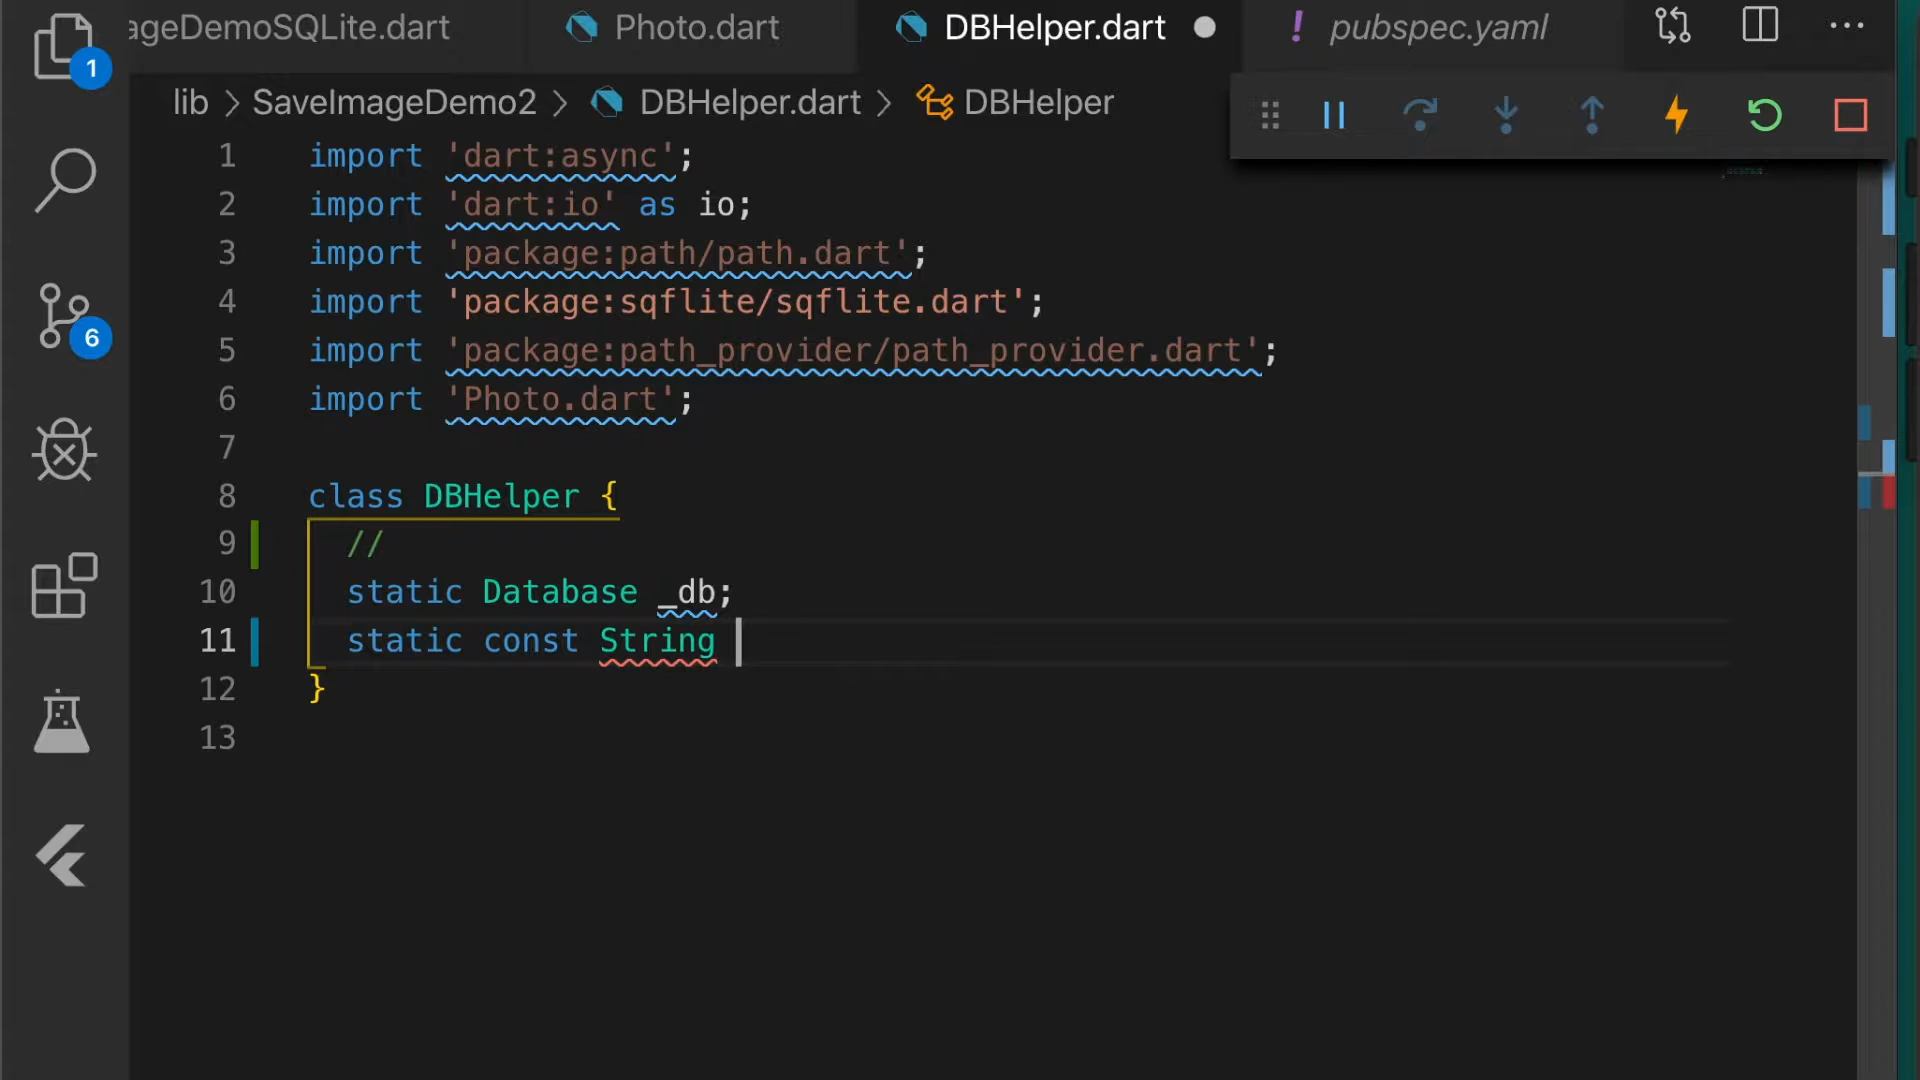 ageDemoSQLite.dart
Photo.dart
DBHelper.dart
! pubspec.yaml
...
1
lib > SaveImageDemo2 > DBHelper.dart > DBHelper
1 import 'dart:async';
2 import 'dart:io' as io;
3 import 'package:path/path.dart';
4 import 'package:sqflite/sqflite.dart';
5 import 'package:path_provider/path_provider.dart';
6 import 'Photo.dart';
7
8 class DBHelper {
9 //
10 static Database _db;
11 static const String
12 }
13
6